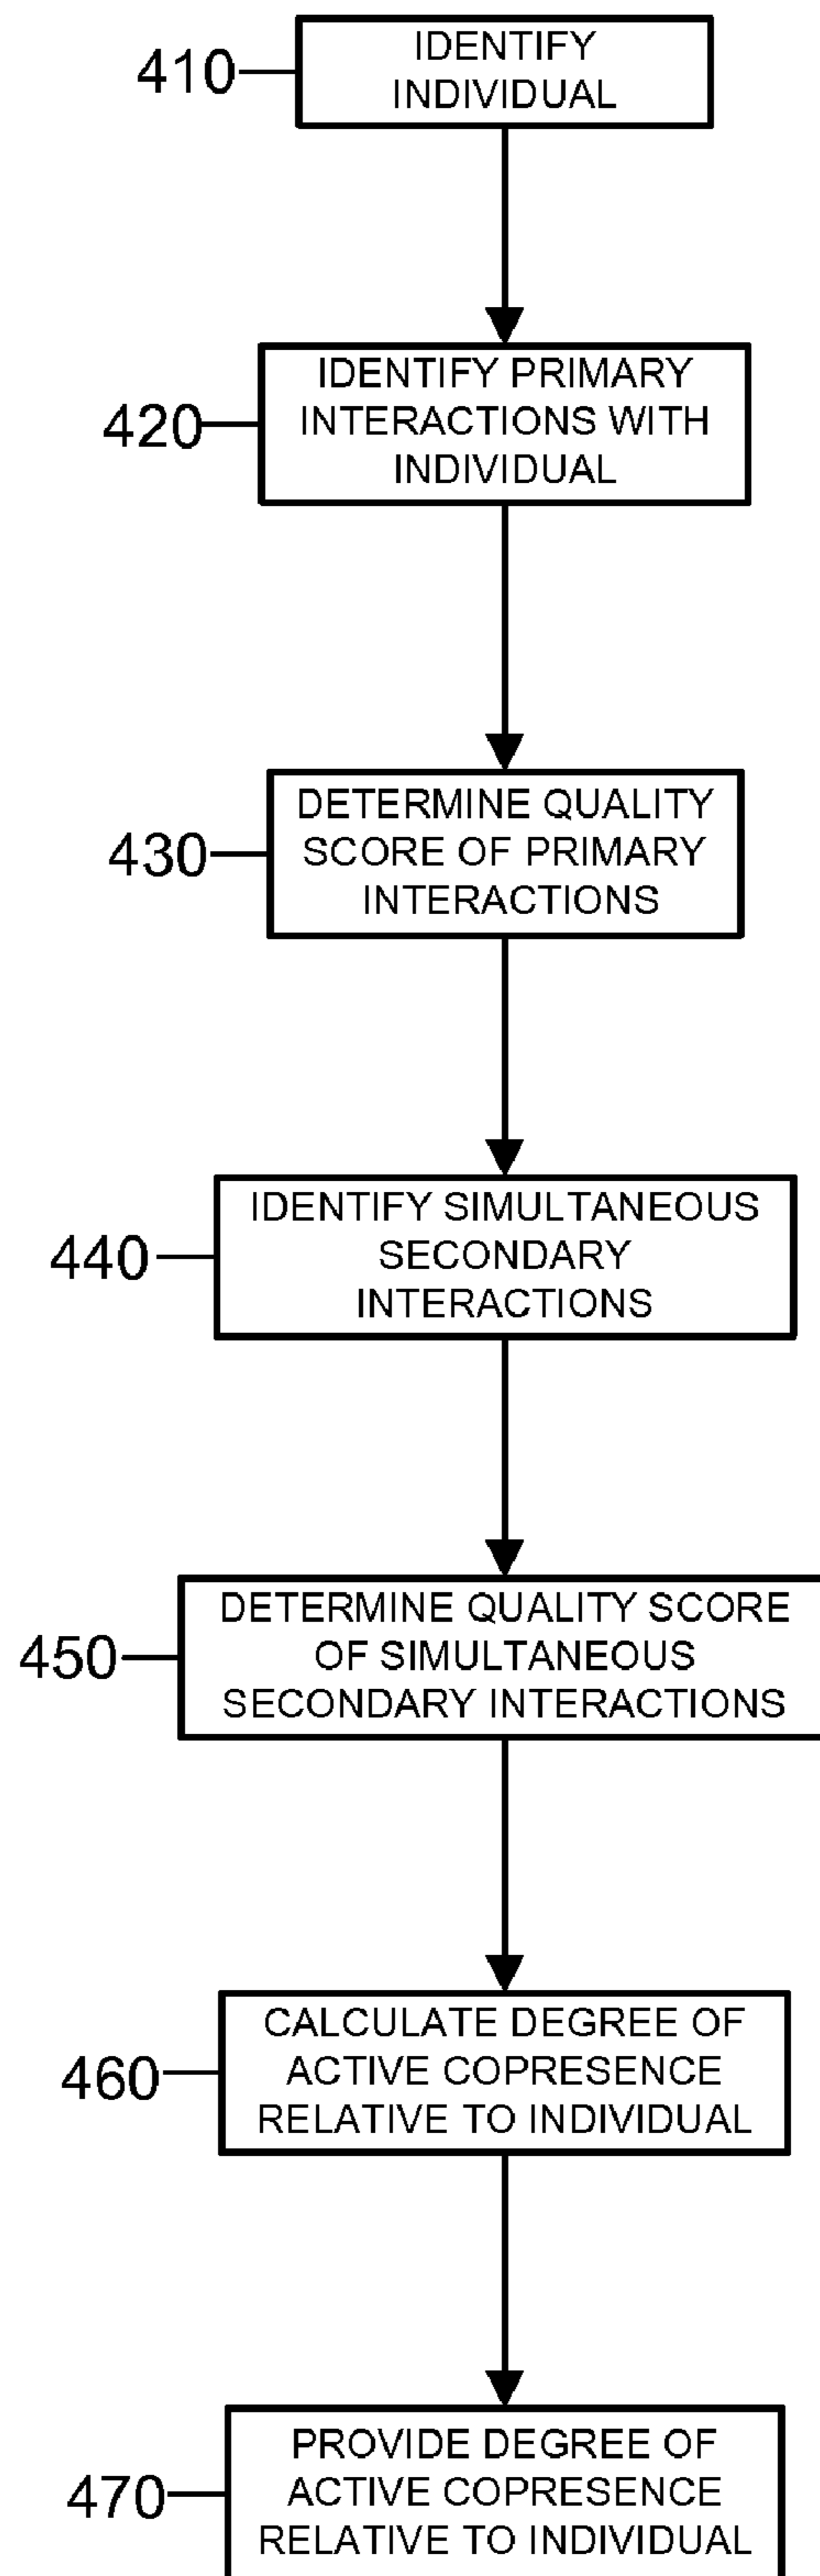 410
IDENTIFY
INDIVIDUAL
420
IDENTIFY PRIMARY
INTERACTIONS WITH
INDIVIDUAL
430
DETERMINE QUALITY
SCORE OF PRIMARY
INTERACTIONS
440
IDENTIFY SIMULTANEOUS
SECONDARY
INTERACTIONS
450
DETERMINE QUALITY SCORE
OF SIMULTANEOUS
SECONDARY INTERACTIONS
460
CALCULATE DEGREE OF
ACTIVE COPRESENCE
RELATIVE TO INDIVIDUAL
470
PROVIDE DEGREE OF
ACTIVE COPRESENCE
RELATIVE TO INDIVIDUAL